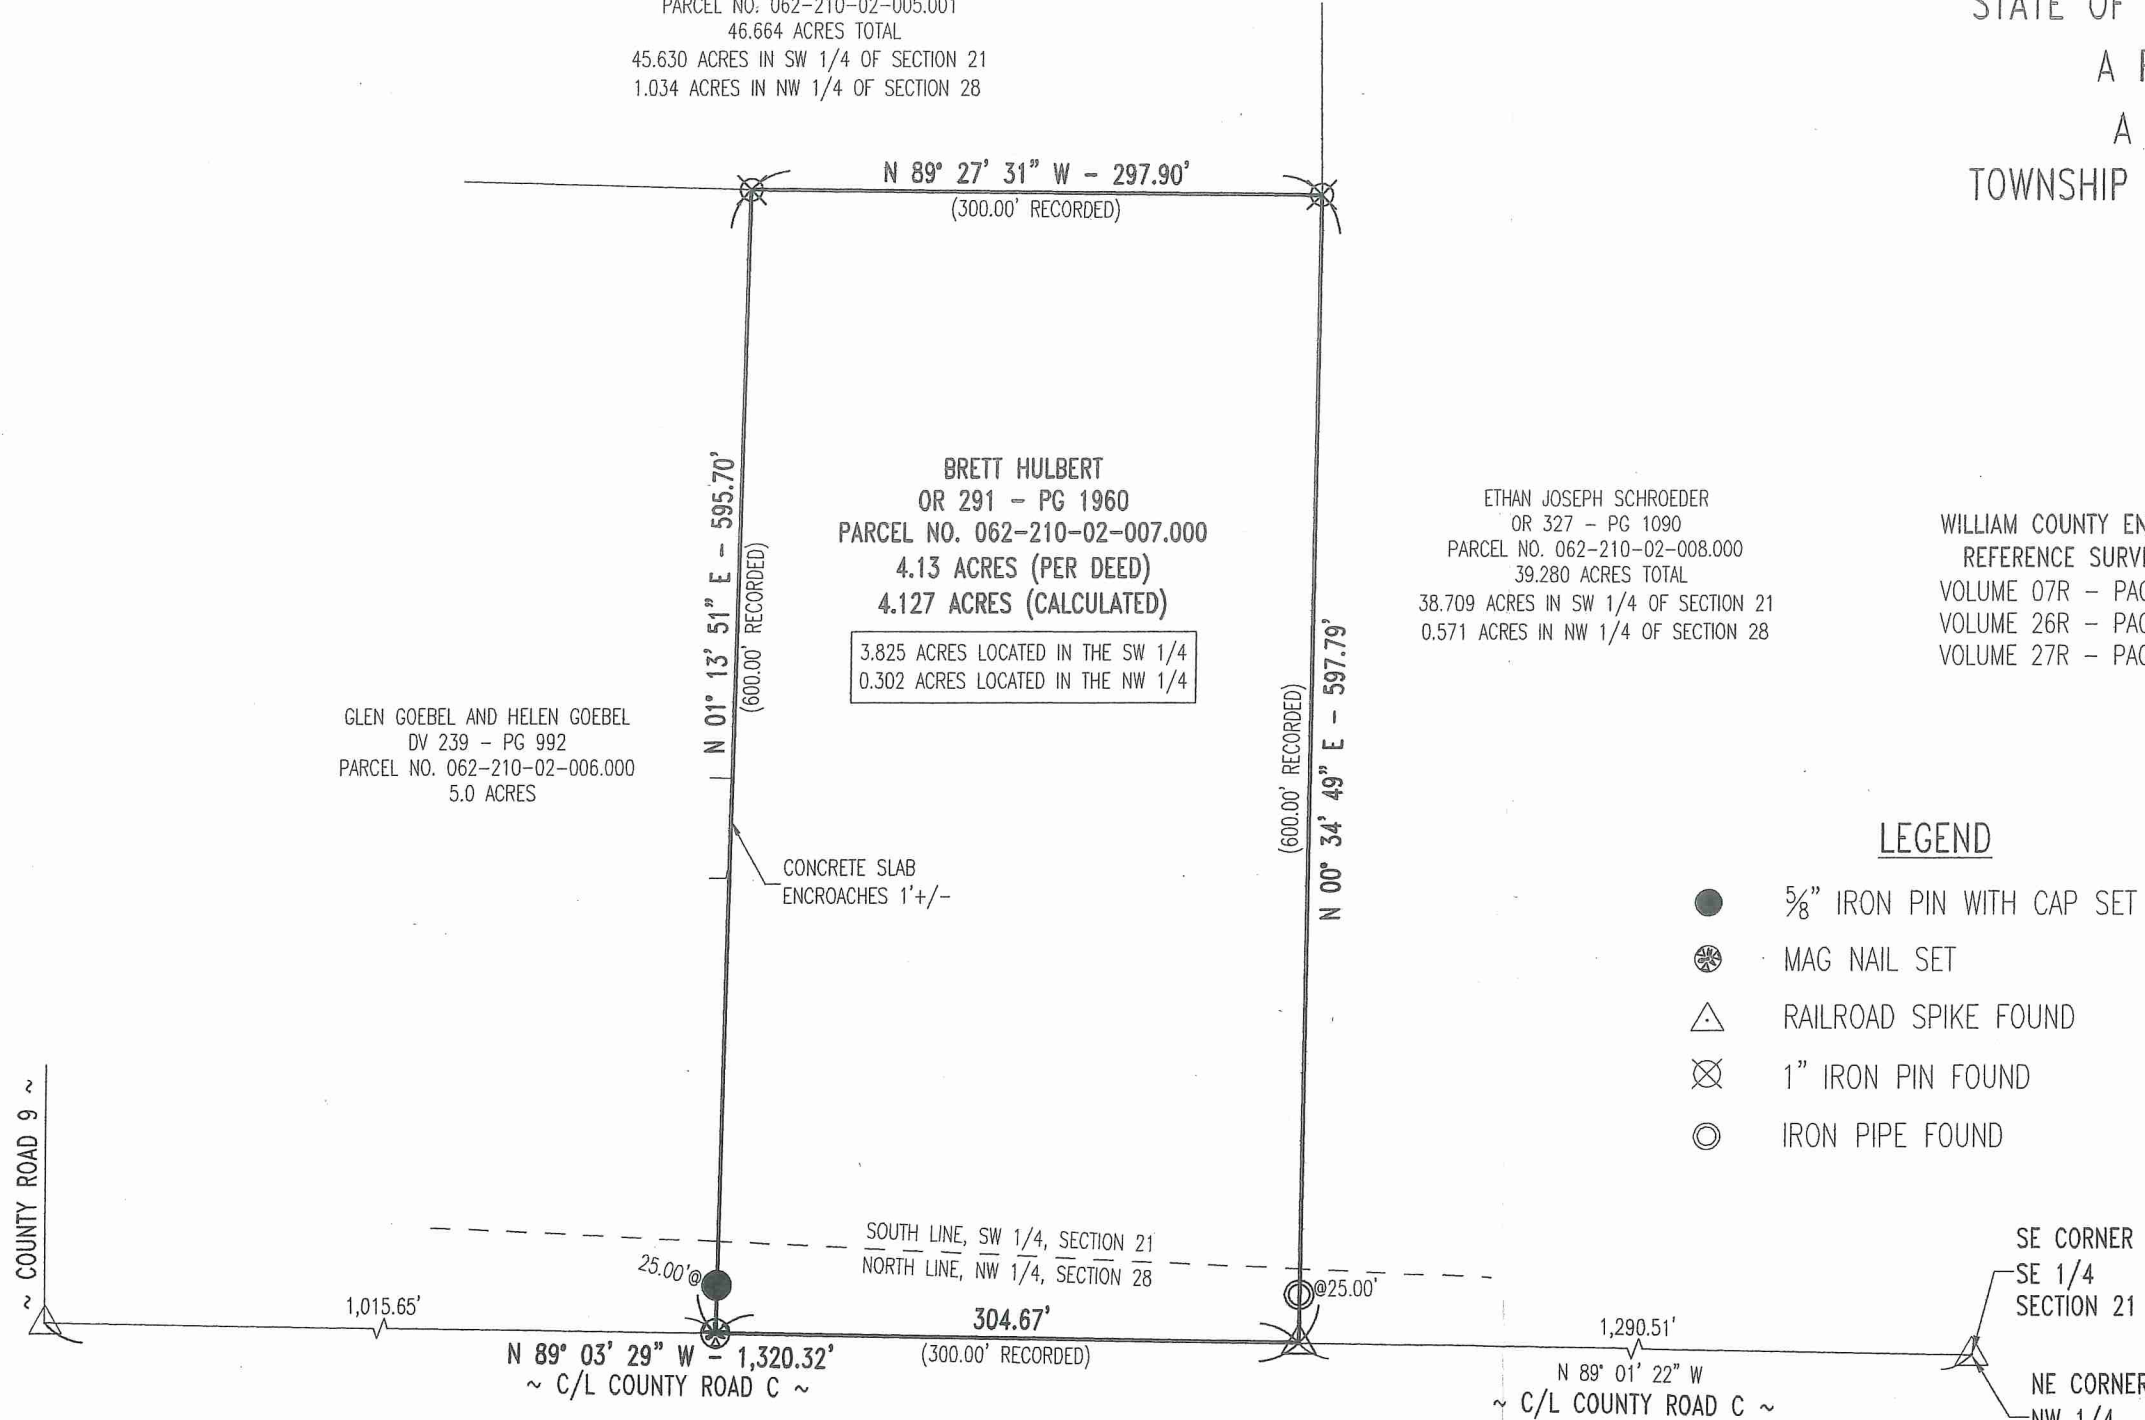 PARCEL NO. 062-210-02-005.001
46.664 ACRES TOTAL
45.630 ACRES IN SW 1/4 OF SECTION 21
1.034 ACRES IN NW 1/4 OF SECTION 28
STATE OF
A
A
TOWNSHIP
N 89° 27' 31" W - 297.90'
(300.00' RECORDED)
N 01° 13' 51" E - 595.70'
(600.00' RECORDED)
BRETT HULBERT
OR 291 - PG 1960
PARCEL NO. 062-210-02-007.000
4.13 ACRES (PER DEED)
4.127 ACRES (CALCULATED)
3.825 ACRES LOCATED IN THE SW 1/4
0.302 ACRES LOCATED IN THE NW 1/4
N 00° 34' 49" E - 597.79'
(600.00' RECORDED)
ETHAN JOSEPH SCHROEDER
OR 327 - PG 1090
PARCEL NO. 062-210-02-008.000
39.280 ACRES TOTAL
38.709 ACRES IN SW 1/4 OF SECTION 21
0.571 ACRES IN NW 1/4 OF SECTION 28
WILLIAM COUNTY
REFERENCE
VOLUME 07R -
VOLUME 26R -
VOLUME 27R -
GLEN GOEBEL AND HELEN GOEBEL
DV 239 - PG 992
PARCEL NO. 062-210-02-006.000
5.0 ACRES
CONCRETE SLAB
ENCROACHES 1'+/-
LEGEND
5/8" IRON PIN WITH CAP SET
MAG NAIL SET
RAILROAD SPIKE FOUND
1" IRON PIN FOUND
IRON PIPE FOUND
~ COUNTY ROAD 9 ~
SOUTH LINE, SW 1/4, SECTION 21
NORTH LINE, NW 1/4, SECTION 28
25.00'@
@25.00'
1,015.65'
304.67'
(300.00' RECORDED)
N 89° 03' 29" W - 1,320.32'
~ C/L COUNTY ROAD C ~
1,290.51'
N 89° 01' 22" W
~ C/L COUNTY ROAD C ~
SE CORNER
SE 1/4
SECTION 21
NE CORNER
NW 1/4